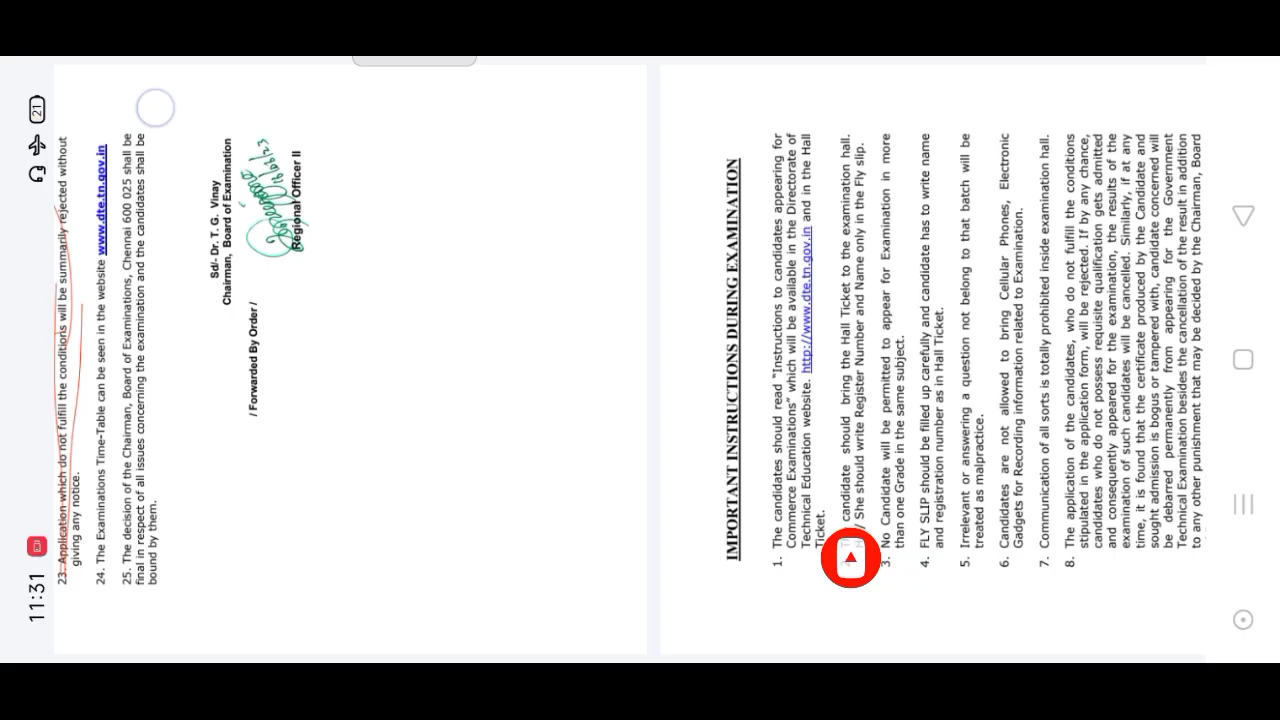 11:31
21
23. Application which do not fulfill the conditions will be summarily rejected without
giving any notice.
24. The Examinations Time-Table can be seen in the website www.dte.tn.gov.in
25. The decision of the Chairman, Board of Examinations, Chennai 600 025 shall be
final in respect of all issues concerning the examination and the candidates shall be
bound by them.
Sd/- Dr. T. G. Vinay
Chairman, Board of Examination
/ Forwarded By Order /
Regional Officer II
IMPORTANT INSTRUCTIONS DURING EXAMINATION
1. The candidates should read "Instructions to candidates appearing for
Commerce Examinations" which will be available in the Directorate of
Technical Education website. http://www.dte.tn.gov.in and in the Hall
Ticket.
candidate should bring the Hall Ticket to the examination hall.
/ She should write Register Number and Name only in the Fly slip.
3. No Candidate will be permitted to appear for Examination in more
than one Grade in the same subject.
4. FLY SLIP should be filled up carefully and candidate has to write name
and registration number as in Hall Ticket.
5. Irrelevant or answering a question not belong to that batch will be
treated as malpractice.
6. Candidates are not allowed to bring Cellular Phones, Electronic
Gadgets for Recording information related to Examination.
7. Communication of all sorts is totally prohibited inside examination hall.
8. The application of the candidates, who do not fulfill the conditions
stipulated in the application form, will be rejected. If by any chance,
candidates who do not possess requisite qualification gets admitted
and consequently appeared for the examination, the results of the
examination of such candidates will be cancelled. Similarly, if at any
time, it is found that the certificate produced by the Candidate and
sought admission is bogus or tampered with, candidate concerned will
be debarred permanently from appearing for the Government
Technical Examination besides the cancellation of the result in addition
to any other punishment that may be decided by the Chairman, Board